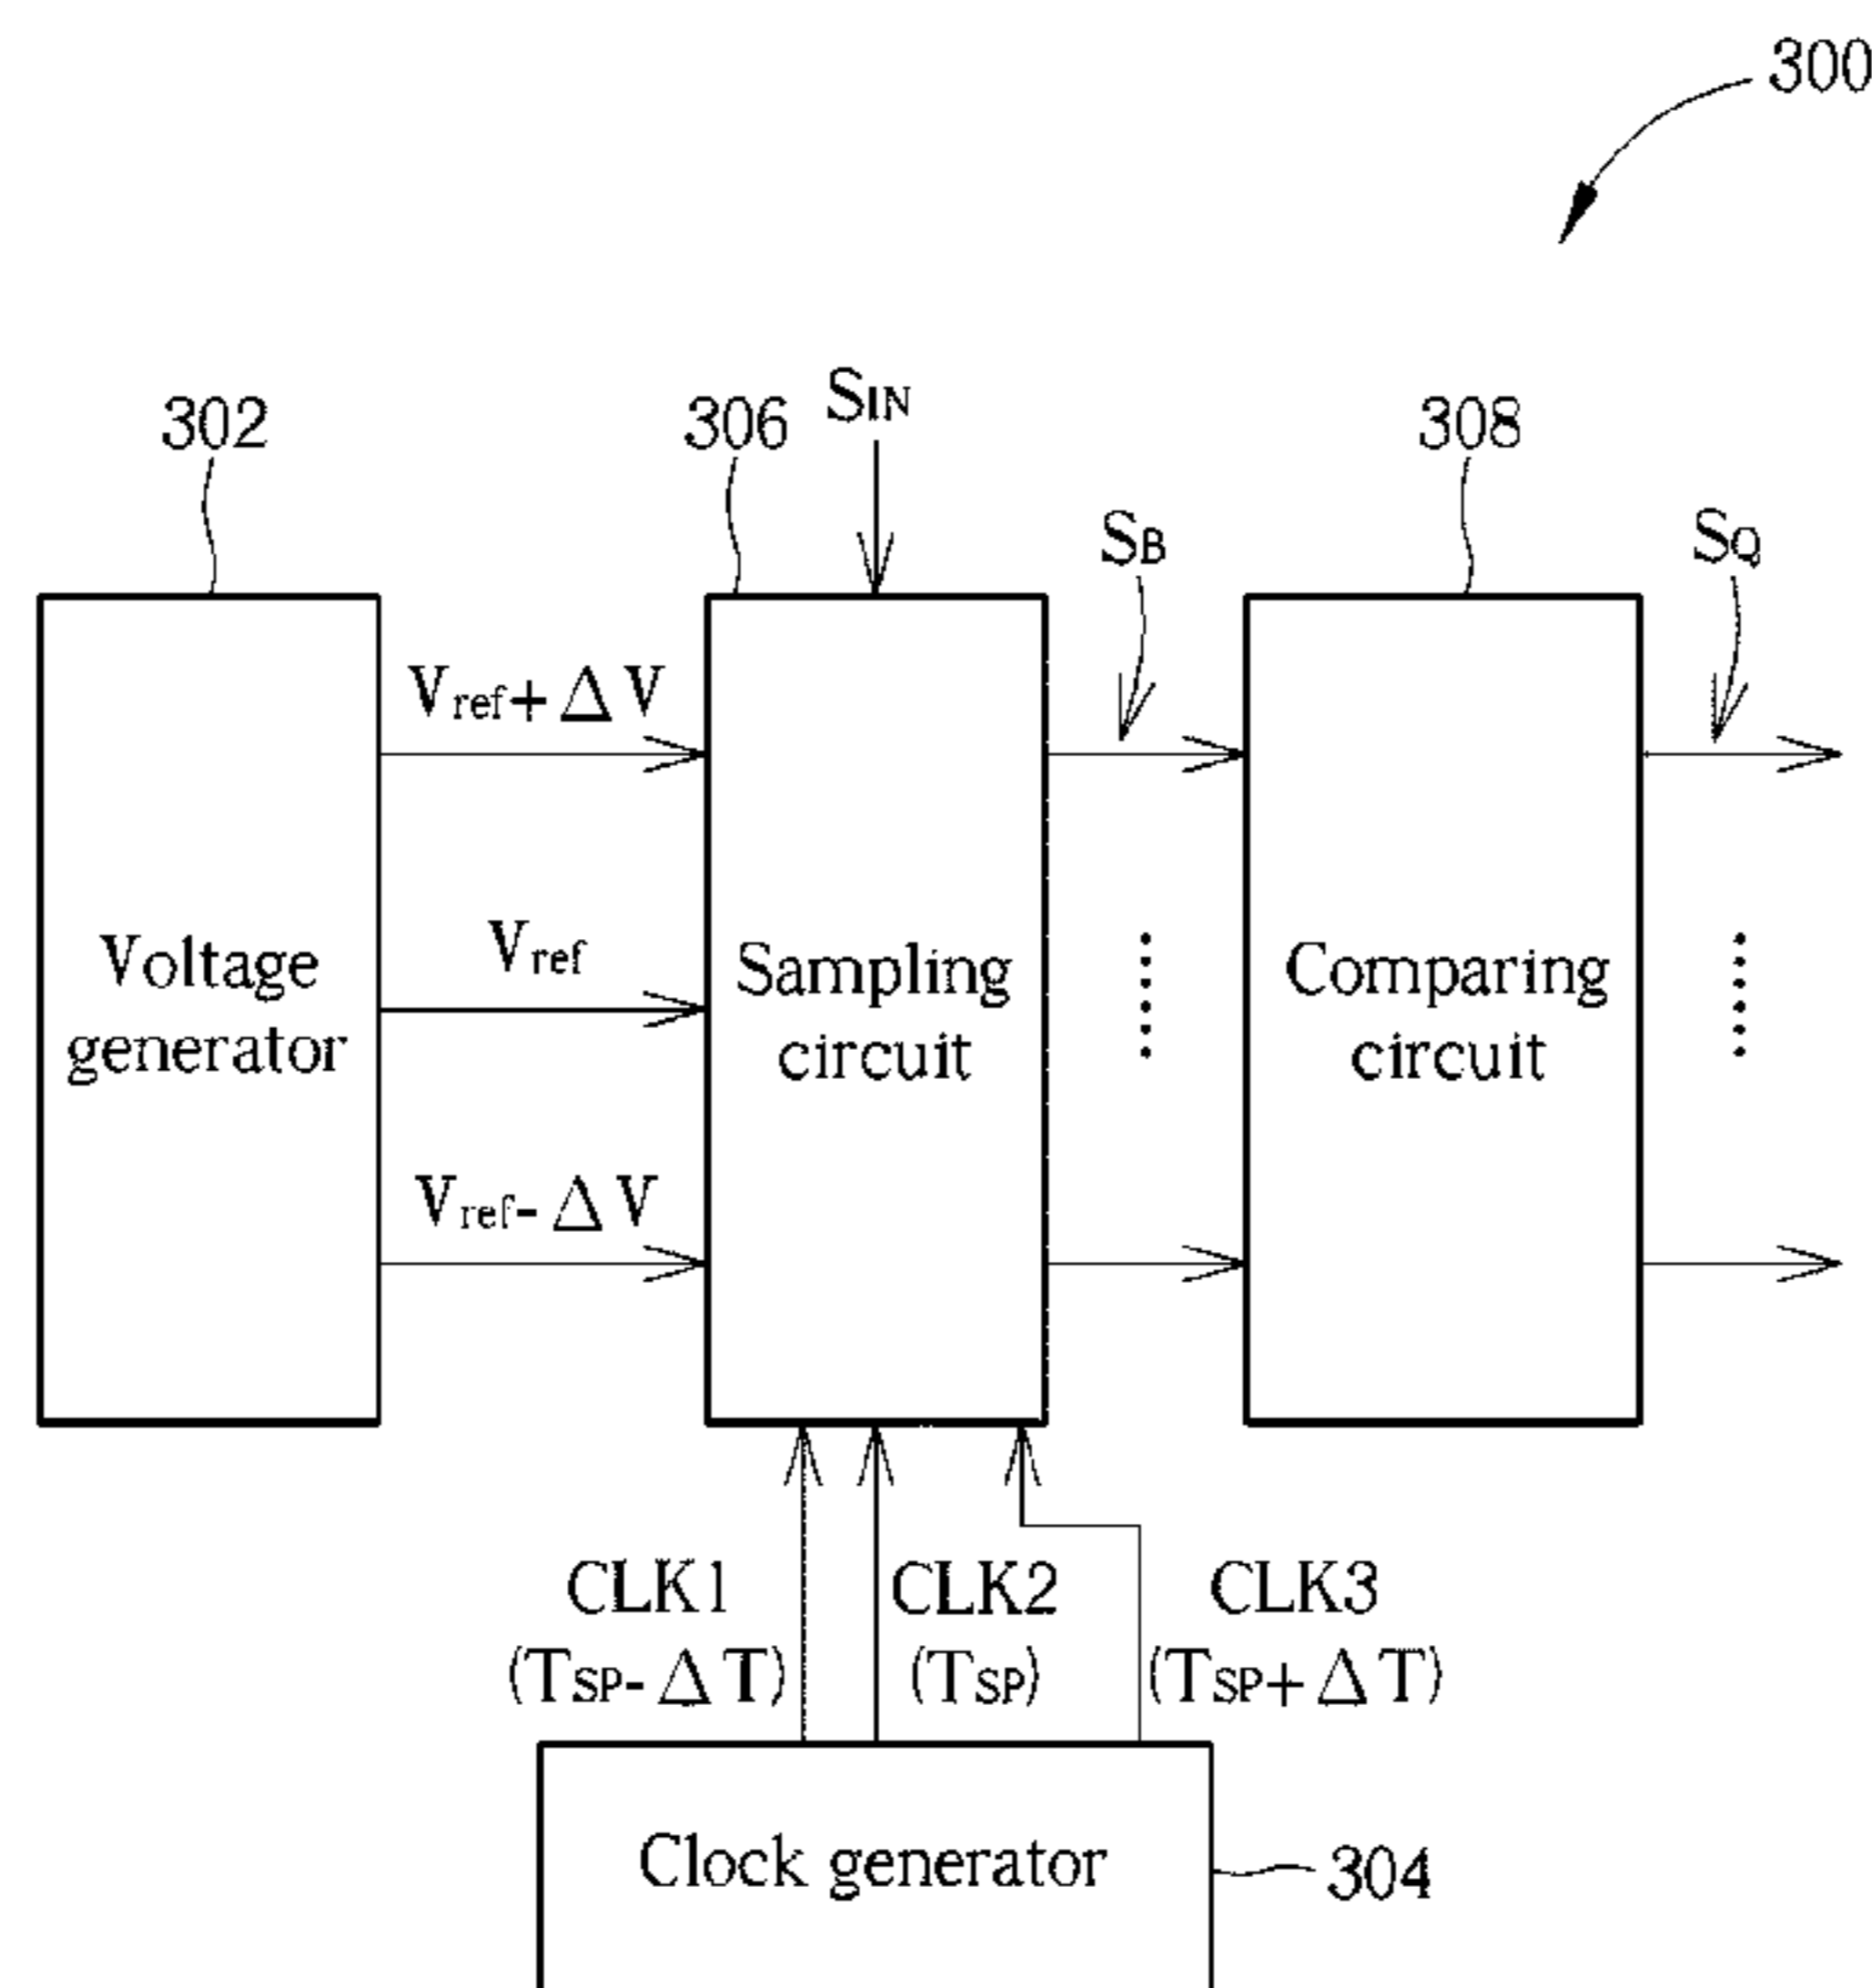 300
302
306
SIN
308
SB
SQ
Vref+ΔV
Vref
Vref-ΔV
Voltage
generator
Sampling
circuit
Comparing
circuit
CLK1
(TSP-ΔT)
CLK2
(TSP)
CLK3
(TSP+ΔT)
Clock generator
304